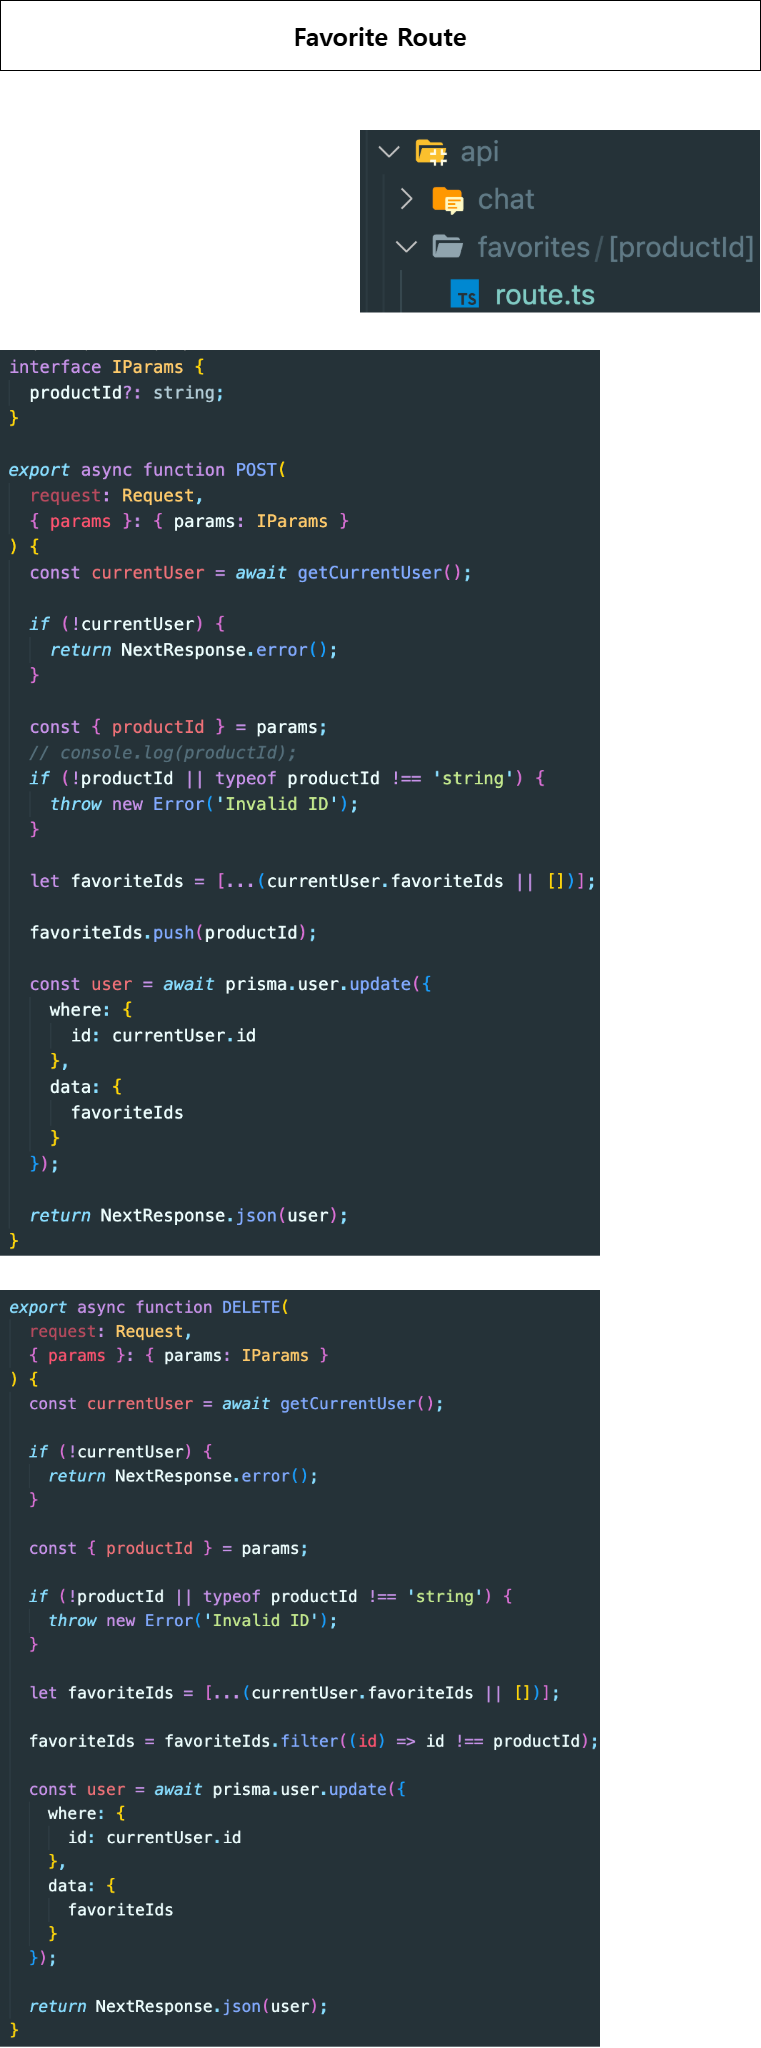 Favorite Route
api
chat
favorites/[productId]
TS route.ts
interface IParams {
  productId?: string;
}

export async function POST(
  request: Request,
  { params }: { params: IParams }
) {
  const currentUser = await getCurrentUser();

  if (!currentUser) {
    return NextResponse.error();
  }

  const { productId } = params;
  // console.log(productId);
  if (!productId || typeof productId !== 'string') {
    throw new Error('Invalid ID');
  }

  let favoriteIds = [...(currentUser.favoriteIds || [])];

  favoriteIds.push(productId);

  const user = await prisma.user.update({
    where: {
      id: currentUser.id
    },
    data: {
      favoriteIds
    }
  });

  return NextResponse.json(user);
}

export async function DELETE(
  request: Request,
  { params }: { params: IParams }
) {
  const currentUser = await getCurrentUser();

  if (!currentUser) {
    return NextResponse.error();
  }

  const { productId } = params;

  if (!productId || typeof productId !== 'string') {
    throw new Error('Invalid ID');
  }

  let favoriteIds = [...(currentUser.favoriteIds || [])];

  favoriteIds = favoriteIds.filter((id) => id !== productId);

  const user = await prisma.user.update({
    where: {
      id: currentUser.id
    },
    data: {
      favoriteIds
    }
  });

  return NextResponse.json(user);
}